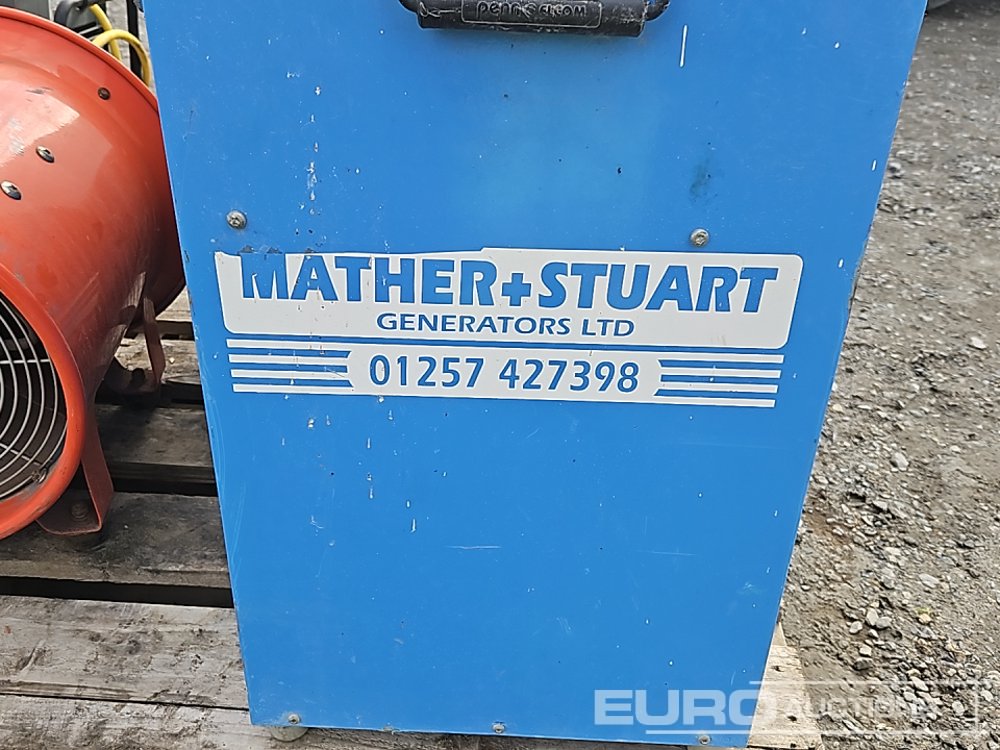 MATHER+STUART
GENERATORS LTD
01257 427398
EURO AUCTIONS